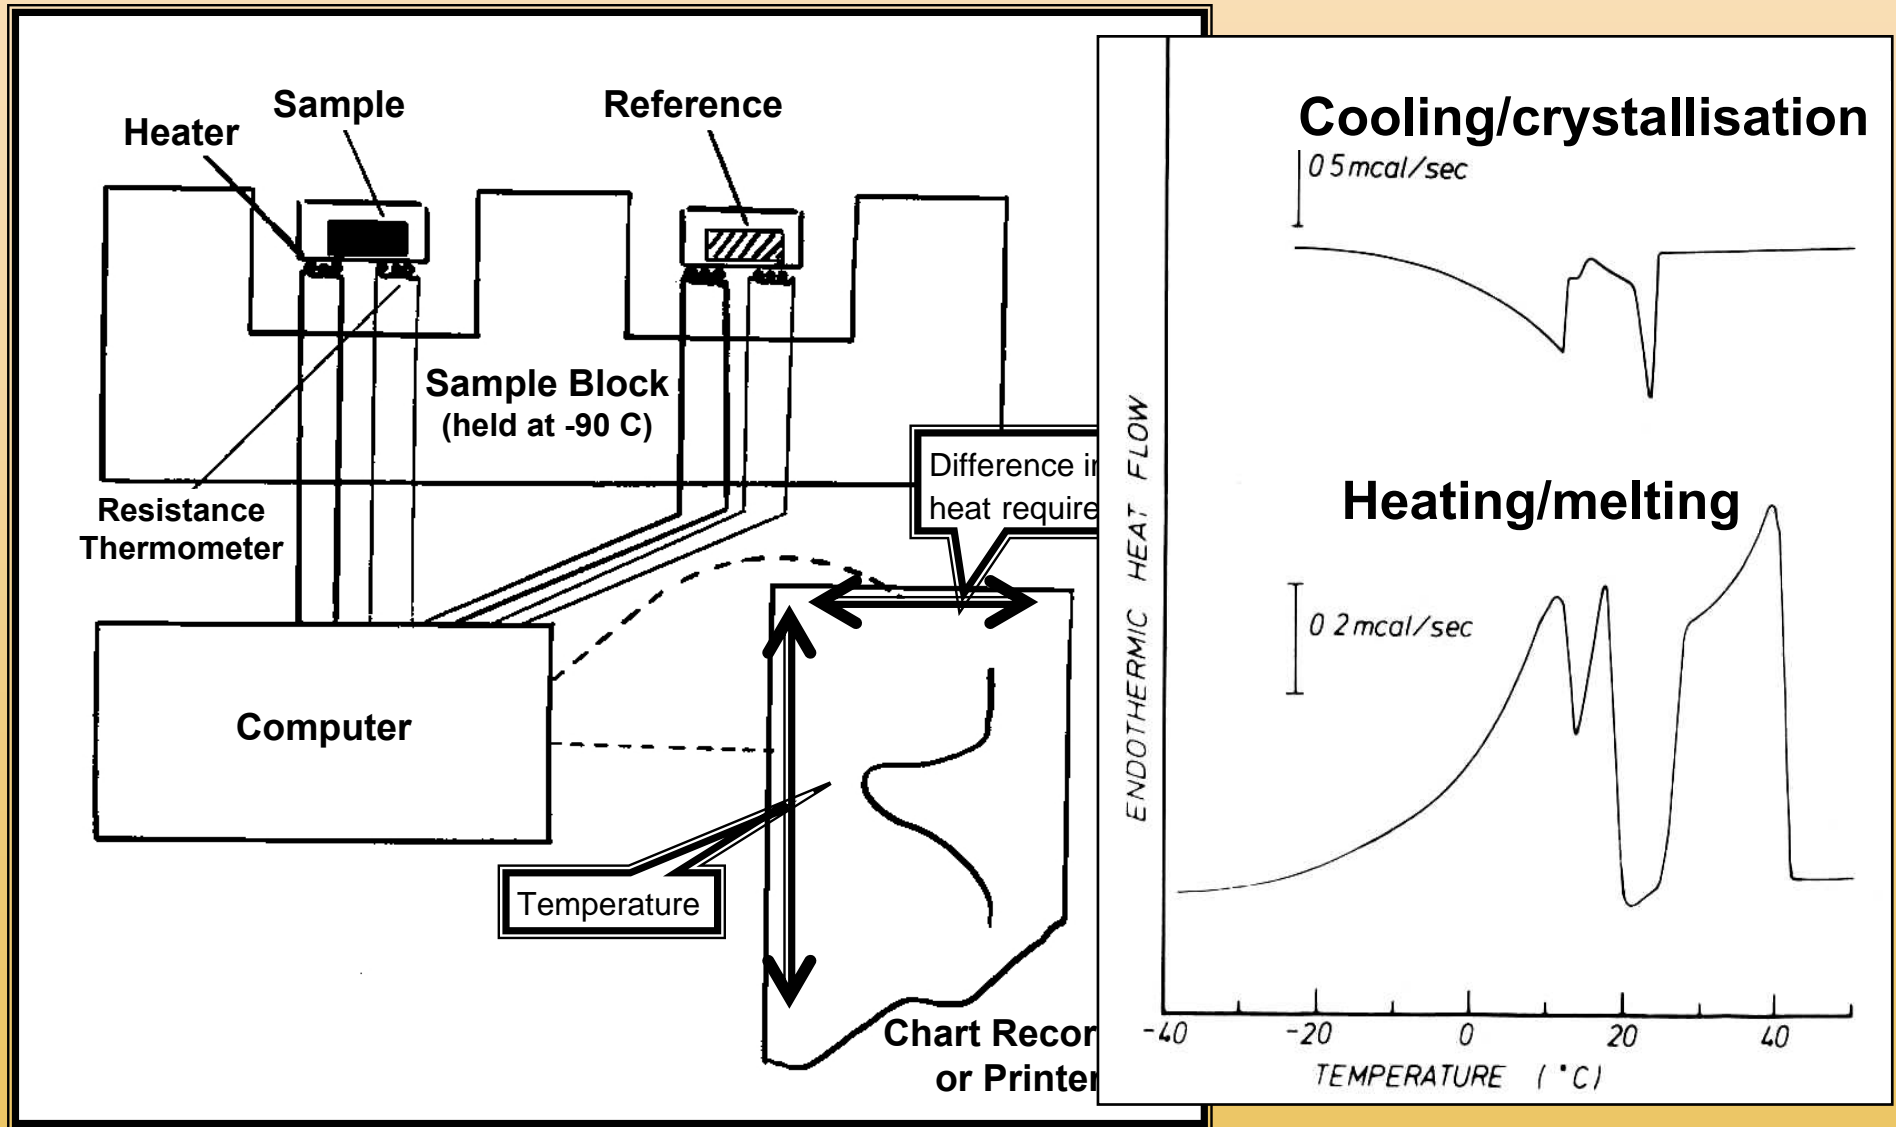 Sample
Reference
Heater
Sample Block
(held at -90 C)
Resistance
Thermometer
Difference in
heat require
Computer
Temperature
Chart Recor
or Printer
Cooling/crystallisation
0 5 mcal/sec
Heating/melting
0 2 mcal/sec
ENDOTHERMIC HEAT FLOW
-40 -20 0 20 40
TEMPERATURE (°C)